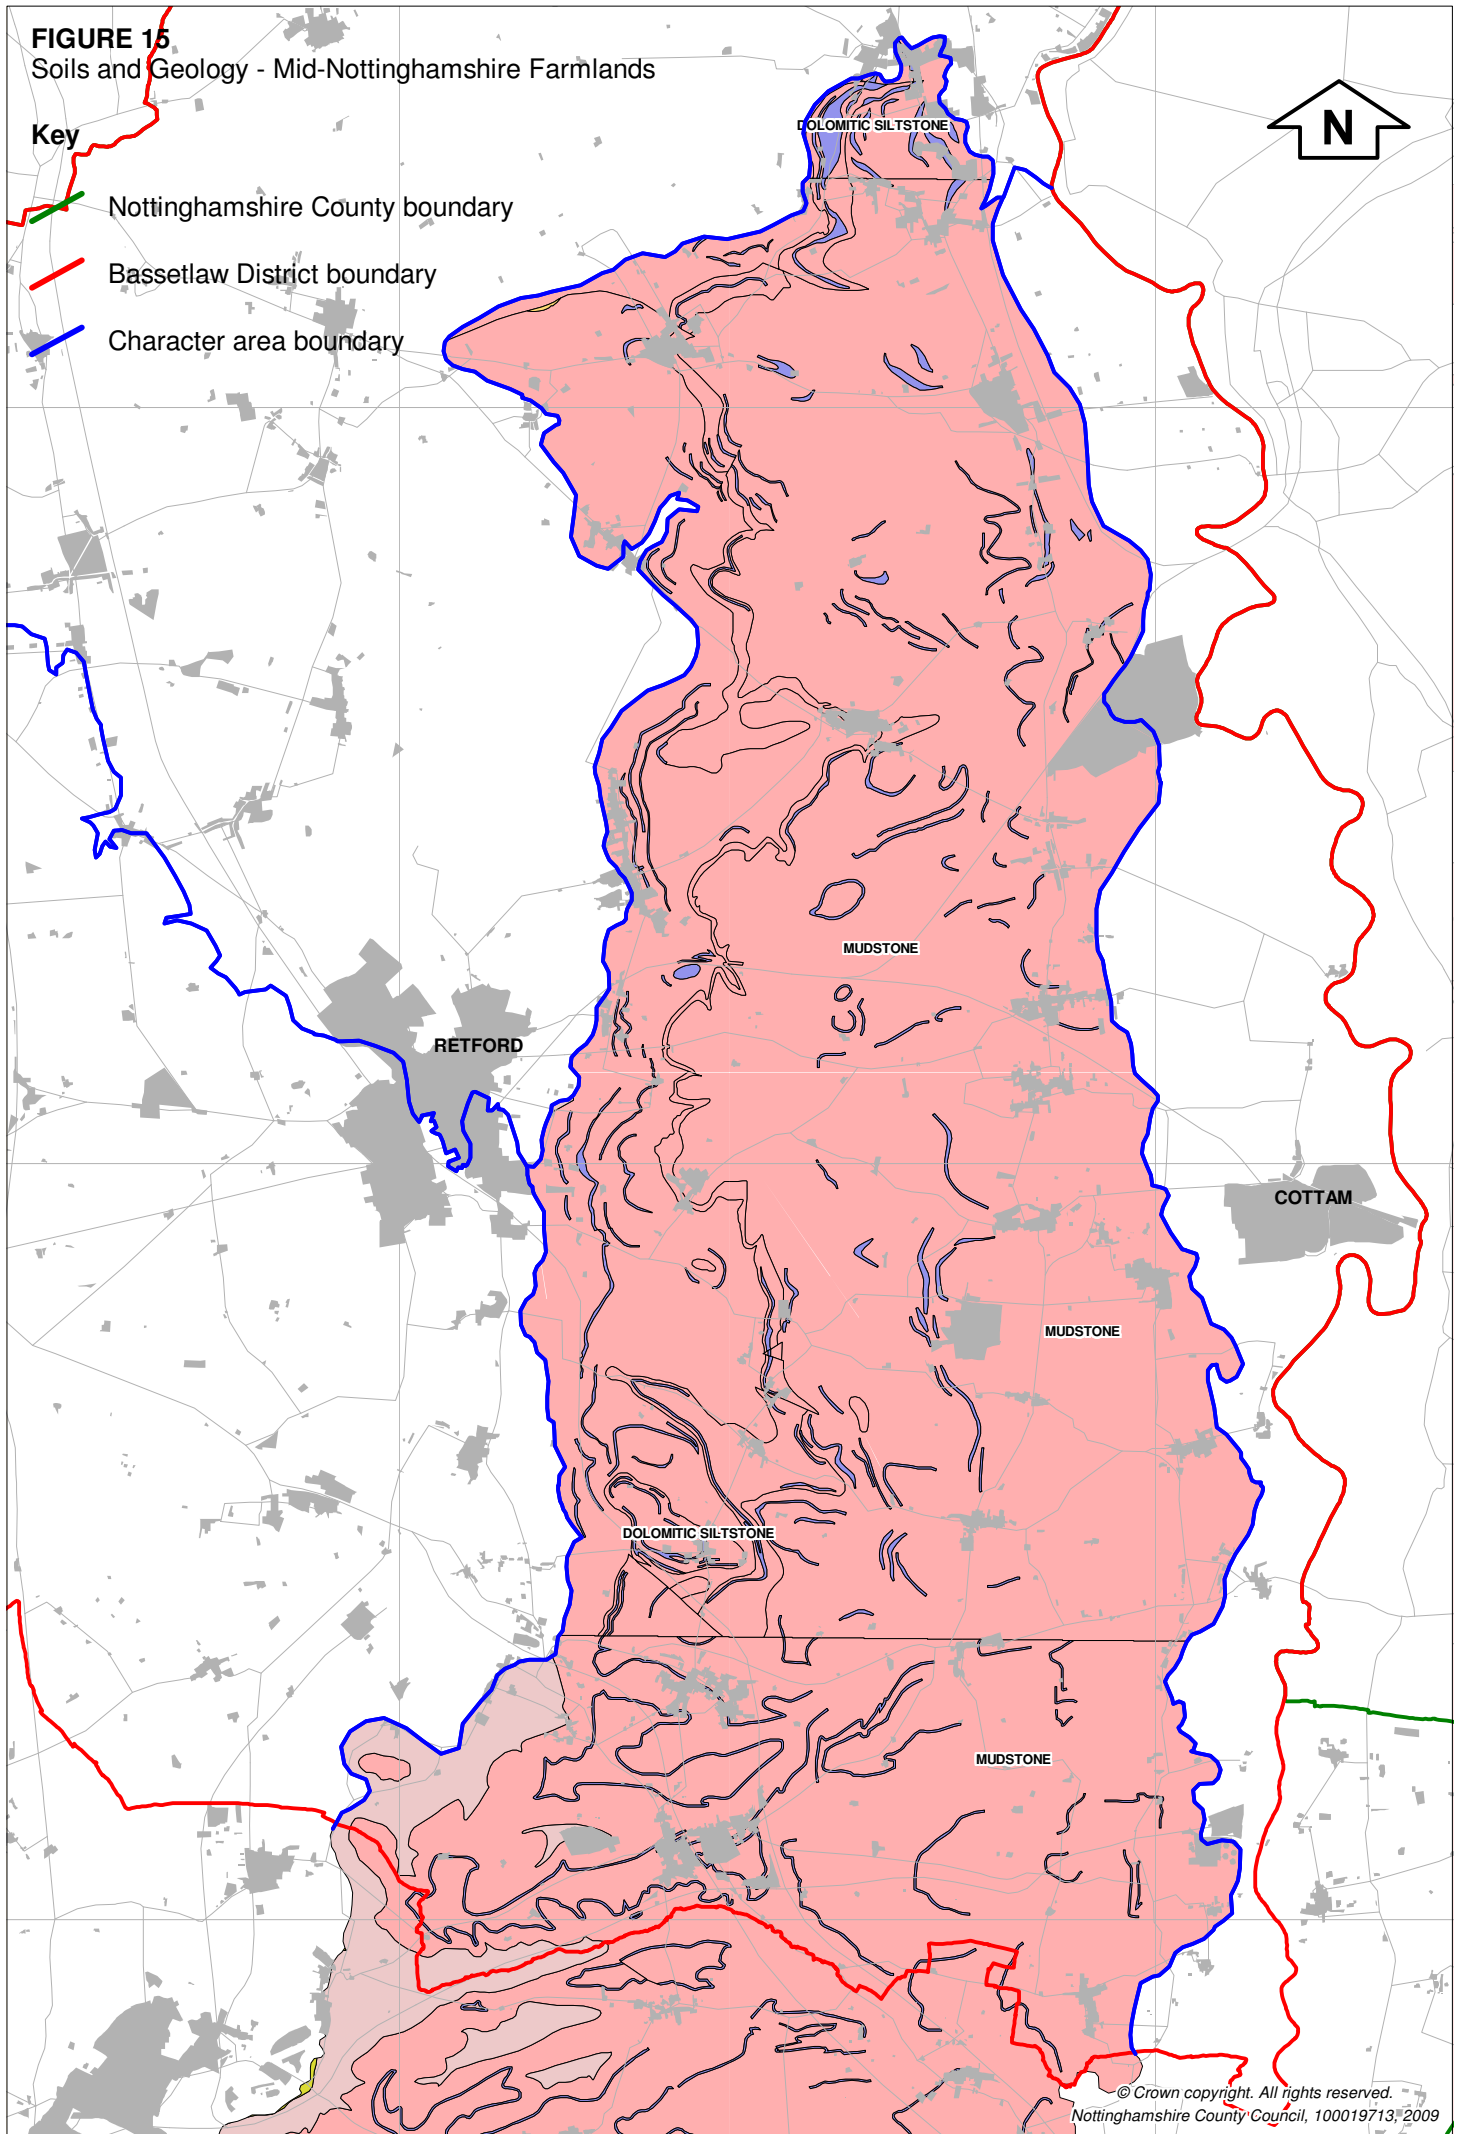 FIGURE 15
Soils and Geology - Mid-Nottinghamshire Farmlands
Key
Nottinghamshire County boundary
Bassetlaw District boundary
Character area boundary
N
DOLOMITIC SILTSTONE
MUDSTONE
RETFORD
COTTAM
MUDSTONE
DOLOMITIC SILTSTONE
MUDSTONE
© Crown copyright. All rights reserved.
Nottinghamshire County Council, 100019713, 2009